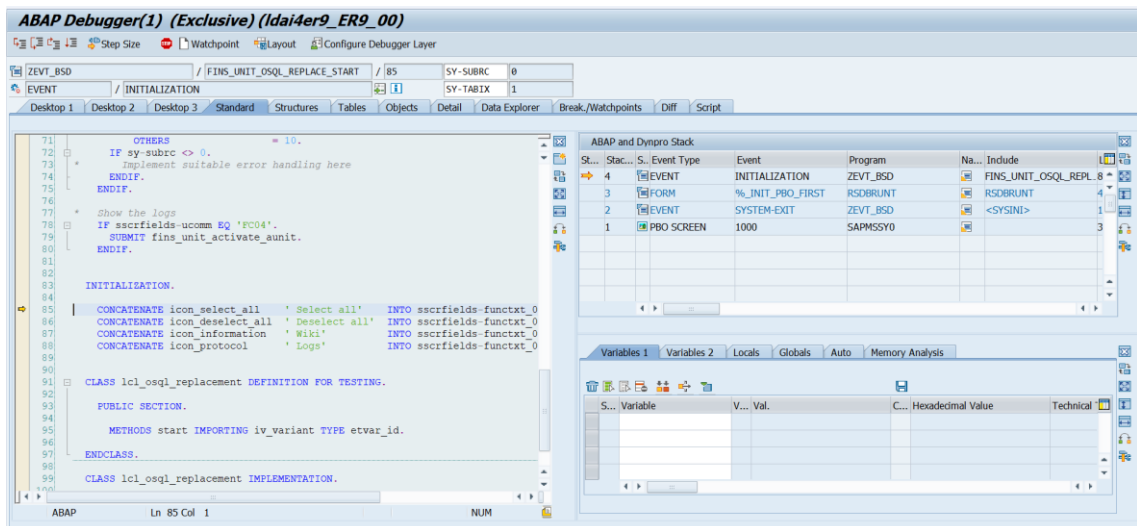 ABAP Debugger(1) (Exclusive) (ldai4er9_ER9_00)
Step Size Watchpoint Layout Configure Debugger Layer
ZEVT_BSD / FINS_UNIT_OSQL_REPLACE_START / 85 SY-SUBRC 0
EVENT / INITIALIZATION SY-TABIX 1
Desktop 1 Desktop 2 Desktop 3 Standard Structures Tables Objects Detail Data Explorer Break./Watchpoints Diff Script
71 OTHERS = 10.
72 IF sy-subrc <> 0.
73 * Implement suitable error handling here
74 ENDIF.
75 ENDIF.
76
77 * Show the logs
78 IF sscrfields-ucomm EQ 'FC04'.
79 SUBMIT fins_unit_activate_aunit.
80 ENDIF.
81
82
83 INITIALIZATION.
84
85 CONCATENATE icon_select_all ' Select all' INTO sscrfields-functxt_0
86 CONCATENATE icon_deselect_all ' Deselect all' INTO sscrfields-functxt_0
87 CONCATENATE icon_information ' Wiki' INTO sscrfields-functxt_0
88 CONCATENATE icon_protocol ' Logs' INTO sscrfields-functxt_0
89
90
91 CLASS lcl_osql_replacement DEFINITION FOR TESTING.
92
93 PUBLIC SECTION.
94
95 METHODS start IMPORTING iv_variant TYPE etvar_id.
96
97 ENDCLASS.
98
99 CLASS lcl_osql_replacement IMPLEMENTATION.
100
ABAP Ln 85 Col 1 NUM
ABAP and Dynpro Stack
St... Stac... S.. Event Type Event Program Na... Include L
4 EVENT INITIALIZATION ZEVT_BSD FINS_UNIT_OSQL_REPL. 8
3 FORM %_INIT_PBO_FIRST RSDBRUNT RSDBRUNT 4
2 EVENT SYSTEM-EXIT ZEVT_BSD <SYSINI> 1
1 PBO SCREEN 1000 SAPMSSY0 3
Variables 1 Variables 2 Locals Globals Auto Memory Analysis
S... Variable V... Val. C... Hexadecimal Value Technical